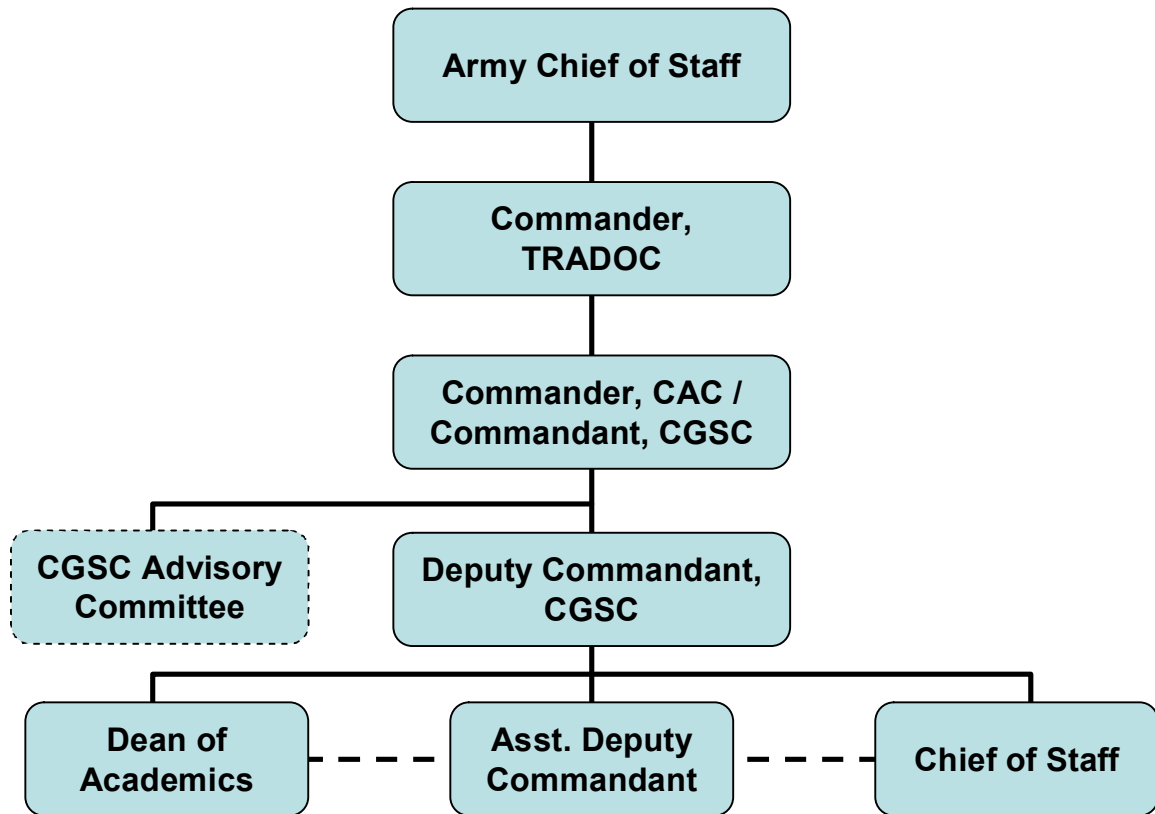 Army Chief of Staff
Commander,
TRADOC
Commander, CAC /
Commandant, CGSC
CGSC Advisory
Committee
Deputy Commandant,
CGSC
Dean of
Academics
Asst. Deputy
Commandant
Chief of Staff